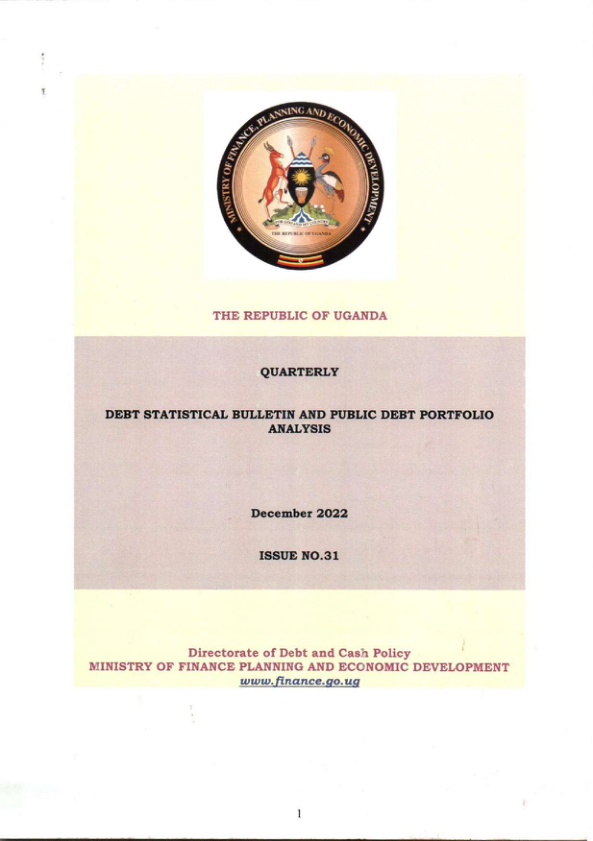 MINISTRY OF FINANCE, PLANNING AND ECONOMIC DEVELOPMENT
THE REPUBLIC OF UGANDA
THE REPUBLIC OF UGANDA
QUARTERLY
DEBT STATISTICAL BULLETIN AND PUBLIC DEBT PORTFOLIO
ANALYSIS
December 2022
ISSUE NO.31
Directorate of Debt and Cash Policy
MINISTRY OF FINANCE PLANNING AND ECONOMIC DEVELOPMENT
www.finance.go.ug
1